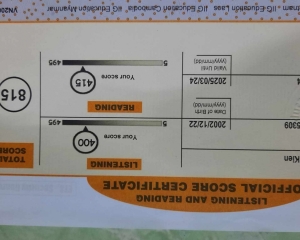 LISTENING AND READING
OFFICIAL SCORE CERTIFICATE
Kien
LISTENING
TOTAL
SCORE
5309
2002/12/22
Your score
400
Date of Birth
(yyyy/mm/dd)
5
495
READING
815
2025/03/24
Your score
415
Valid Until
(yyyy/mm/dd)
5
495
IIG Education Laos
IIG Education Cambodia
IIG Education Myanmar